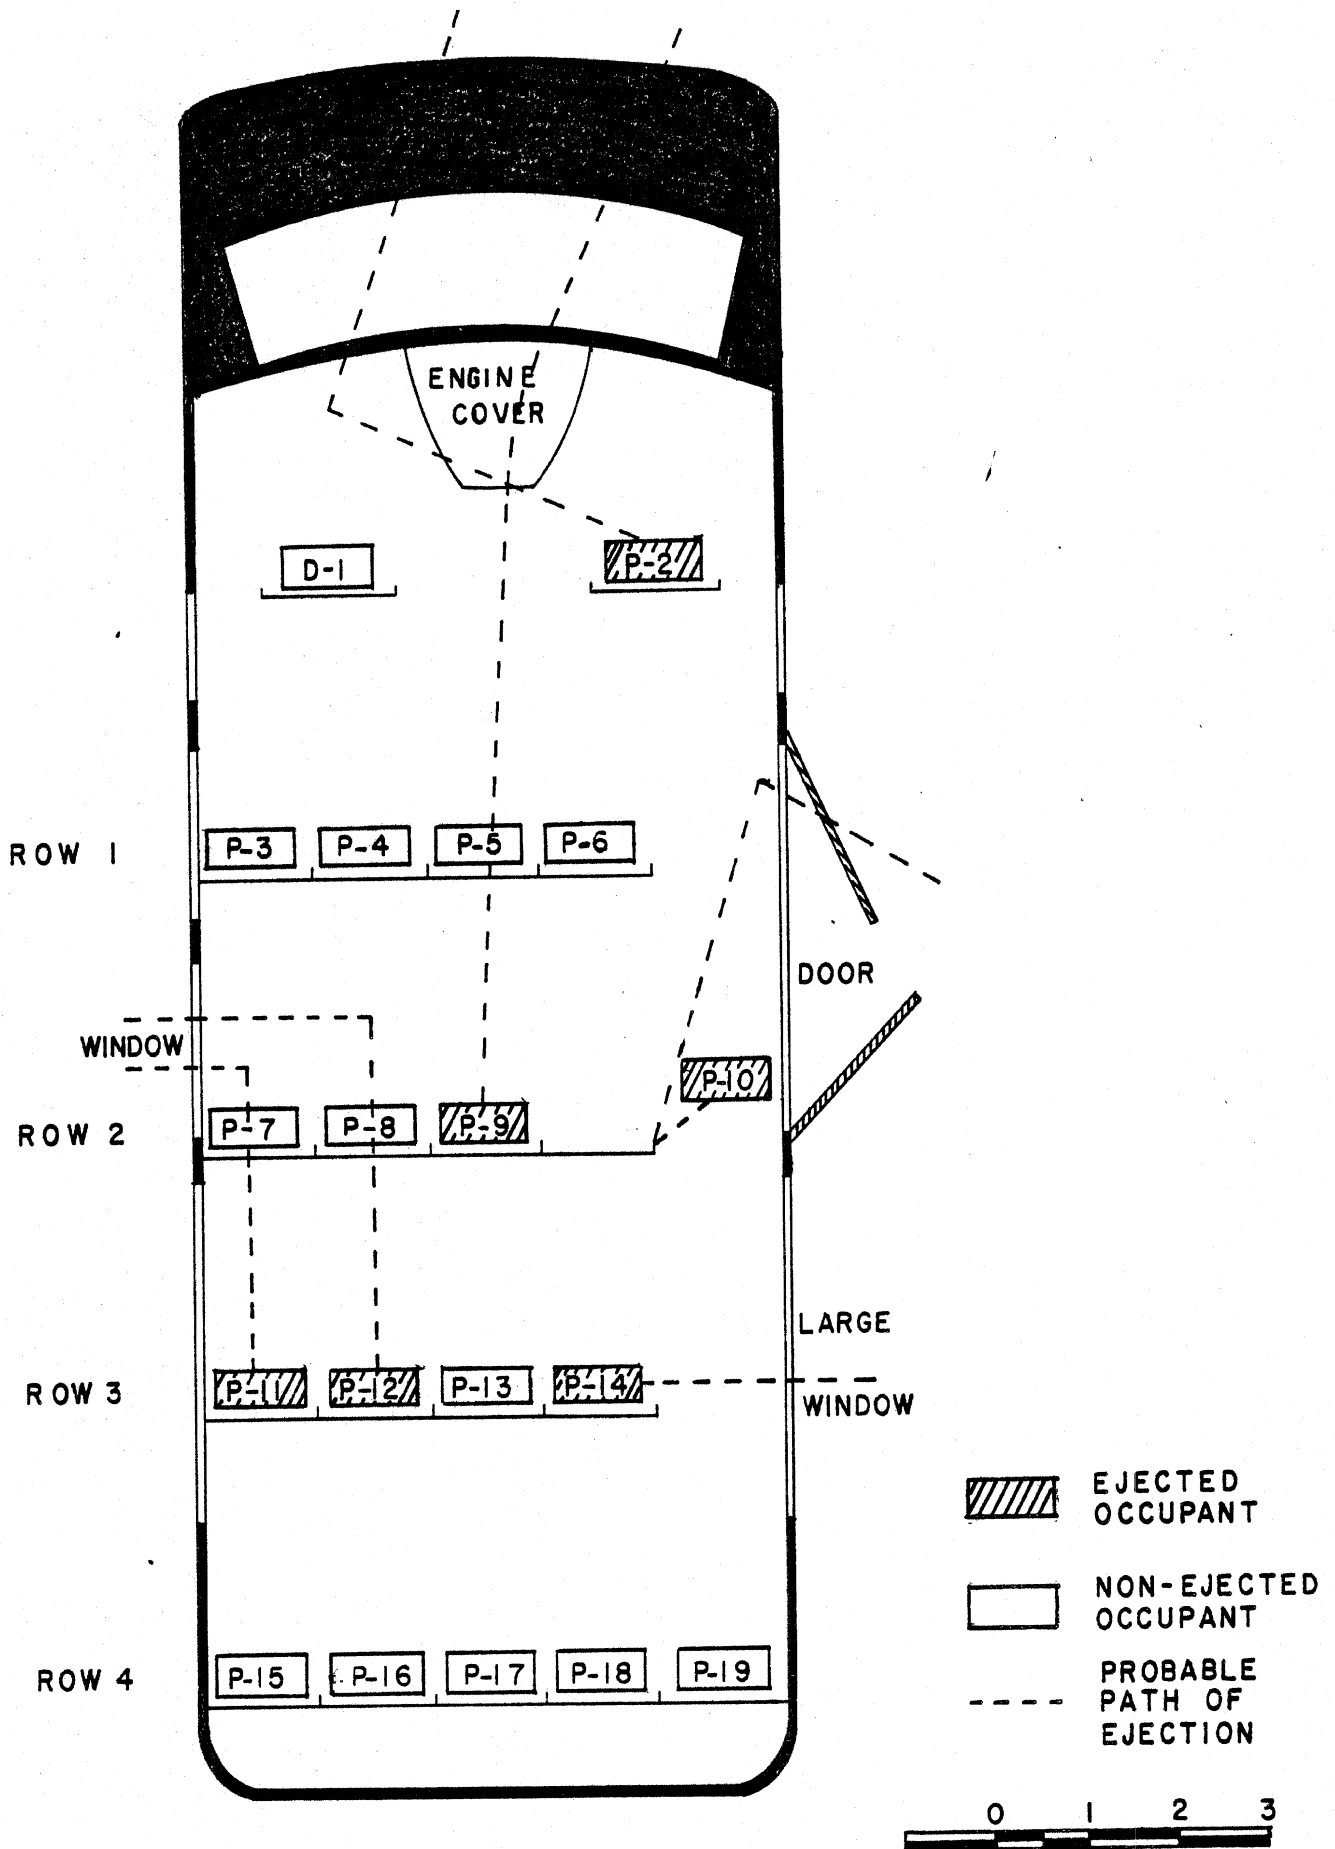 ENGINE
COVER
D-1
P-2
ROW 1
P-3
P-4
P-5
P-6
DOOR
WINDOW
P-10
ROW 2
P-7
P-8
P-9
LARGE
WINDOW
ROW 3
P-11
P-12
P-13
P-14
EJECTED
OCCUPANT
NON-EJECTED
OCCUPANT
ROW 4
P-15
P-16
P-17
P-18
P-19
PROBABLE
PATH OF
EJECTION
0 1 2 3